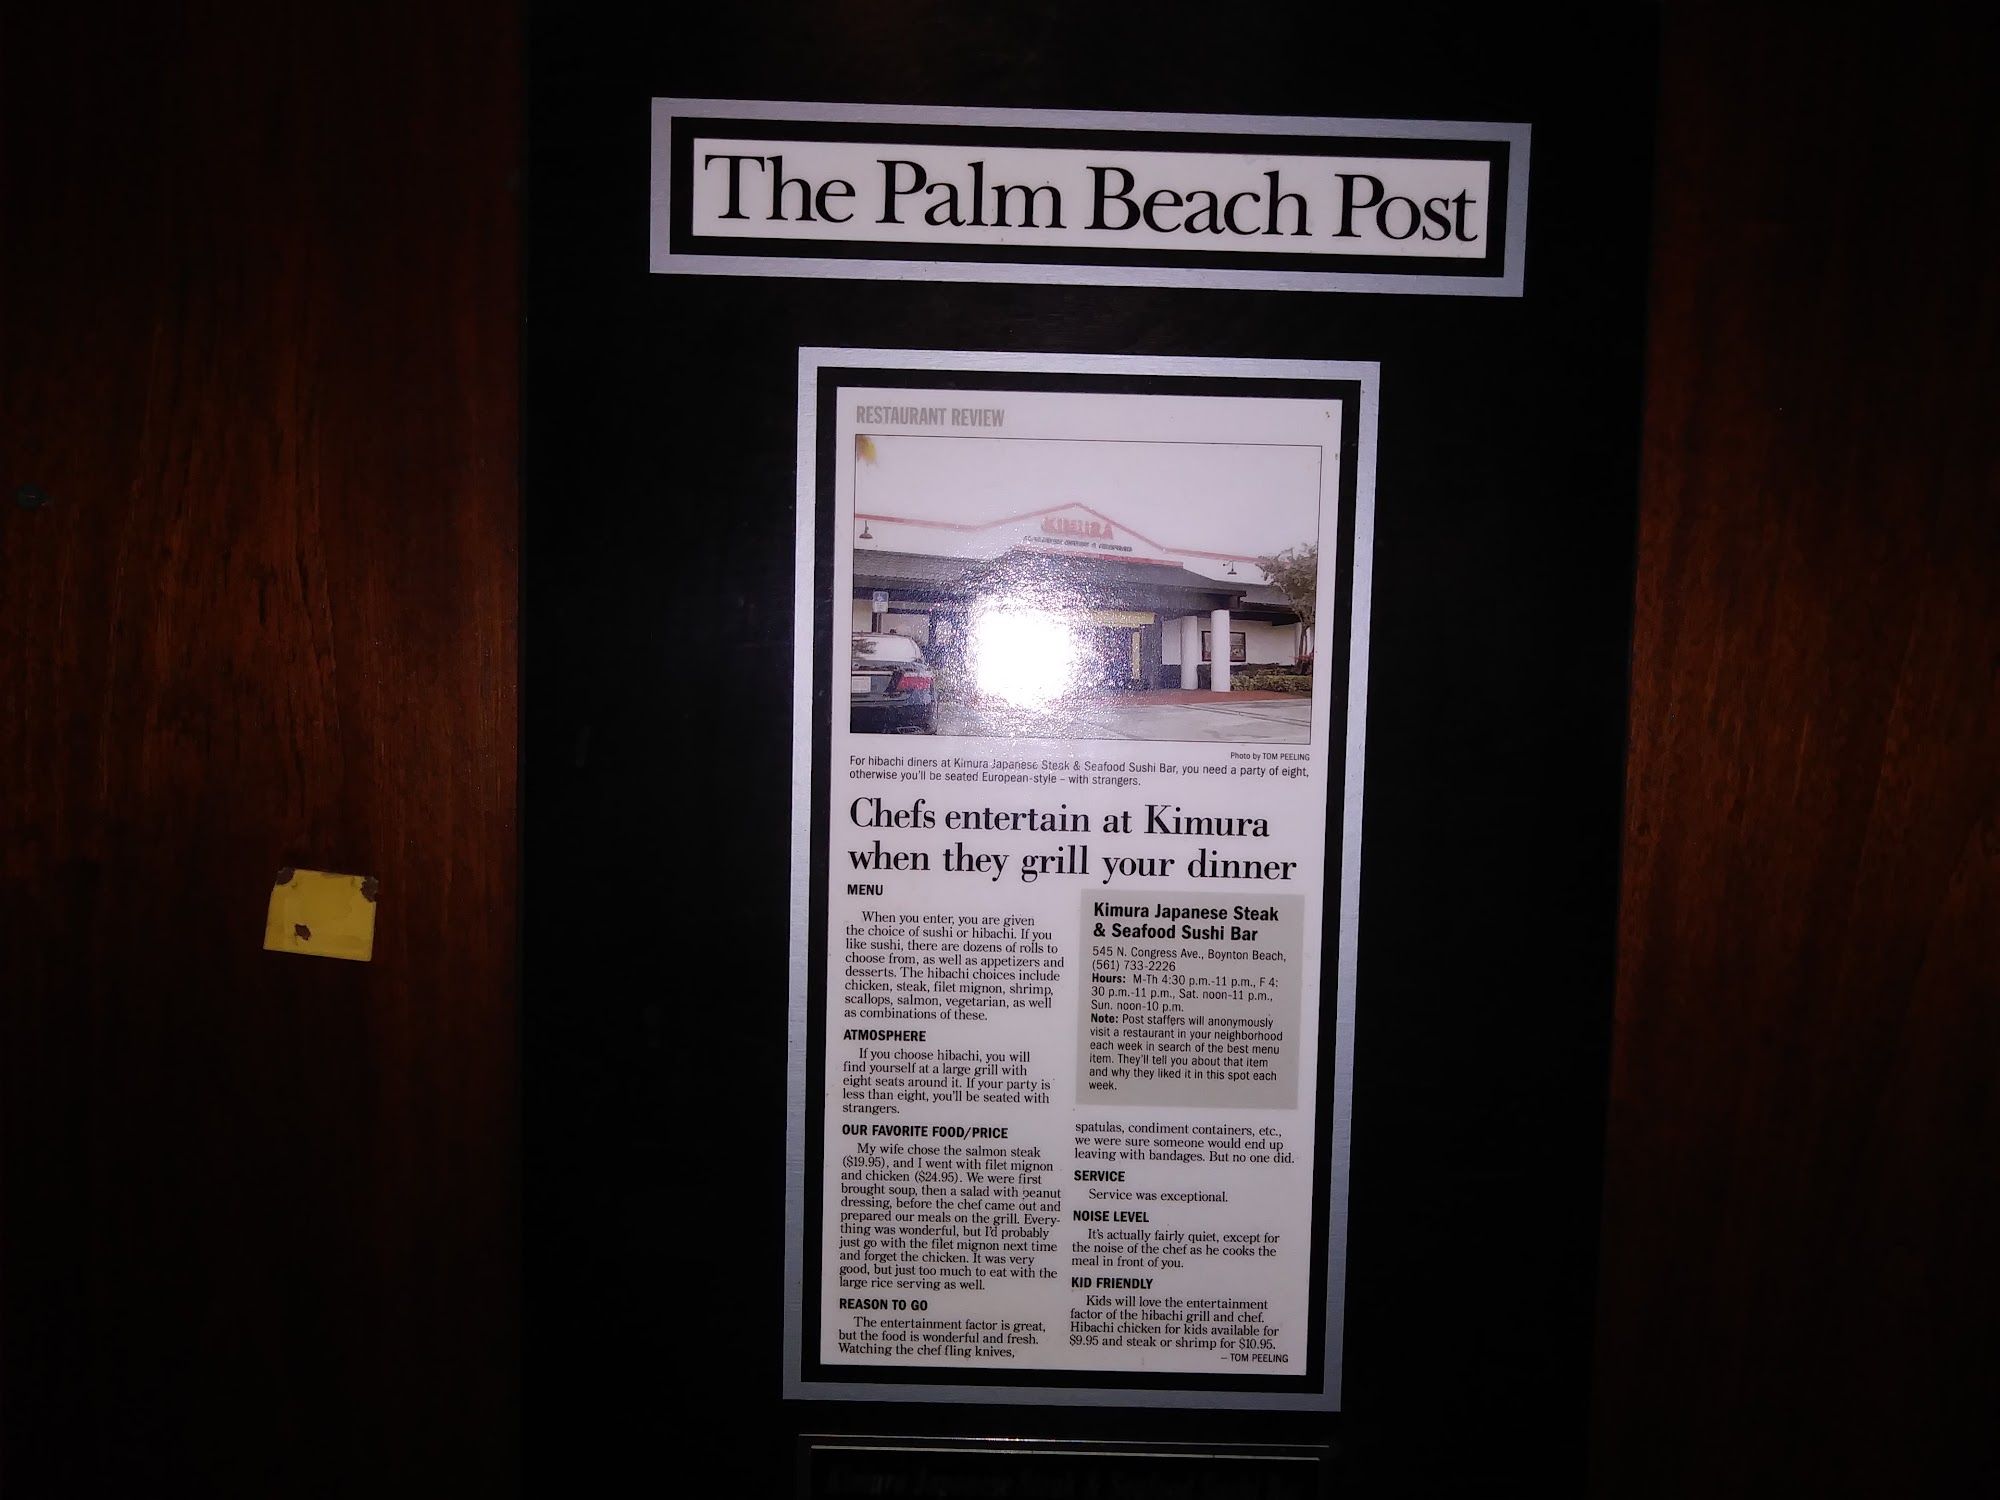 The Palm Beach Post
RESTAURANT REVIEW
KIMURA
Photo by TOM PEELING
For hibachi diners at Kimura Japanese Steak & Seafood Sushi Bar, you need a party of eight,
otherwise you'll be seated European-style – with strangers.
Chefs entertain at Kimura
when they grill your dinner
MENU
When you enter, you are given
the choice of sushi or hibachi. If you
like sushi, there are dozens of rolls to
choose from, as well as appetizers and
desserts. The hibachi choices include
chicken, steak, filet mignon, shrimp,
scallops, salmon, vegetarian, as well
as combinations of these.
ATMOSPHERE
If you choose hibachi, you will
find yourself at a large grill with
eight seats around it. If your party is
less than eight, you'll be seated with
strangers.
OUR FAVORITE FOOD/PRICE
My wife chose the salmon steak
($19.95), and I went with filet mignon
and chicken ($24.95). We were first
brought soup, then a salad with peanut
dressing, before the chef came out and
prepared our meals on the grill. Every-
thing was wonderful, but I'd probably
just go with the filet mignon next time
and forget the chicken. It was very
good, but just too much to eat with the
large rice serving as well.
REASON TO GO
The entertainment factor is great,
but the food is wonderful and fresh.
Watching the chef fling knives,
Kimura Japanese Steak
& Seafood Sushi Bar
545 N. Congress Ave., Boynton Beach,
(561) 733-2226
Hours: M-Th 4:30 p.m.-11 p.m., F 4:
30 p.m.-11 p.m., Sat. noon-11 p.m.,
Sun. noon-10 p.m.
Note: Post staffers will anonymously
visit a restaurant in your neighborhood
each week in search of the best menu
item. They'll tell you about that item
and why they liked it in this spot each
week.
spatulas, condiment containers, etc.,
we were sure someone would end up
leaving with bandages. But no one did.
SERVICE
Service was exceptional.
NOISE LEVEL
It's actually fairly quiet, except for
the noise of the chef as he cooks the
meal in front of you.
KID FRIENDLY
Kids will love the entertainment
factor of the hibachi grill and chef.
Hibachi chicken for kids available for
$9.95 and steak or shrimp for $10.95.
– TOM PEELING